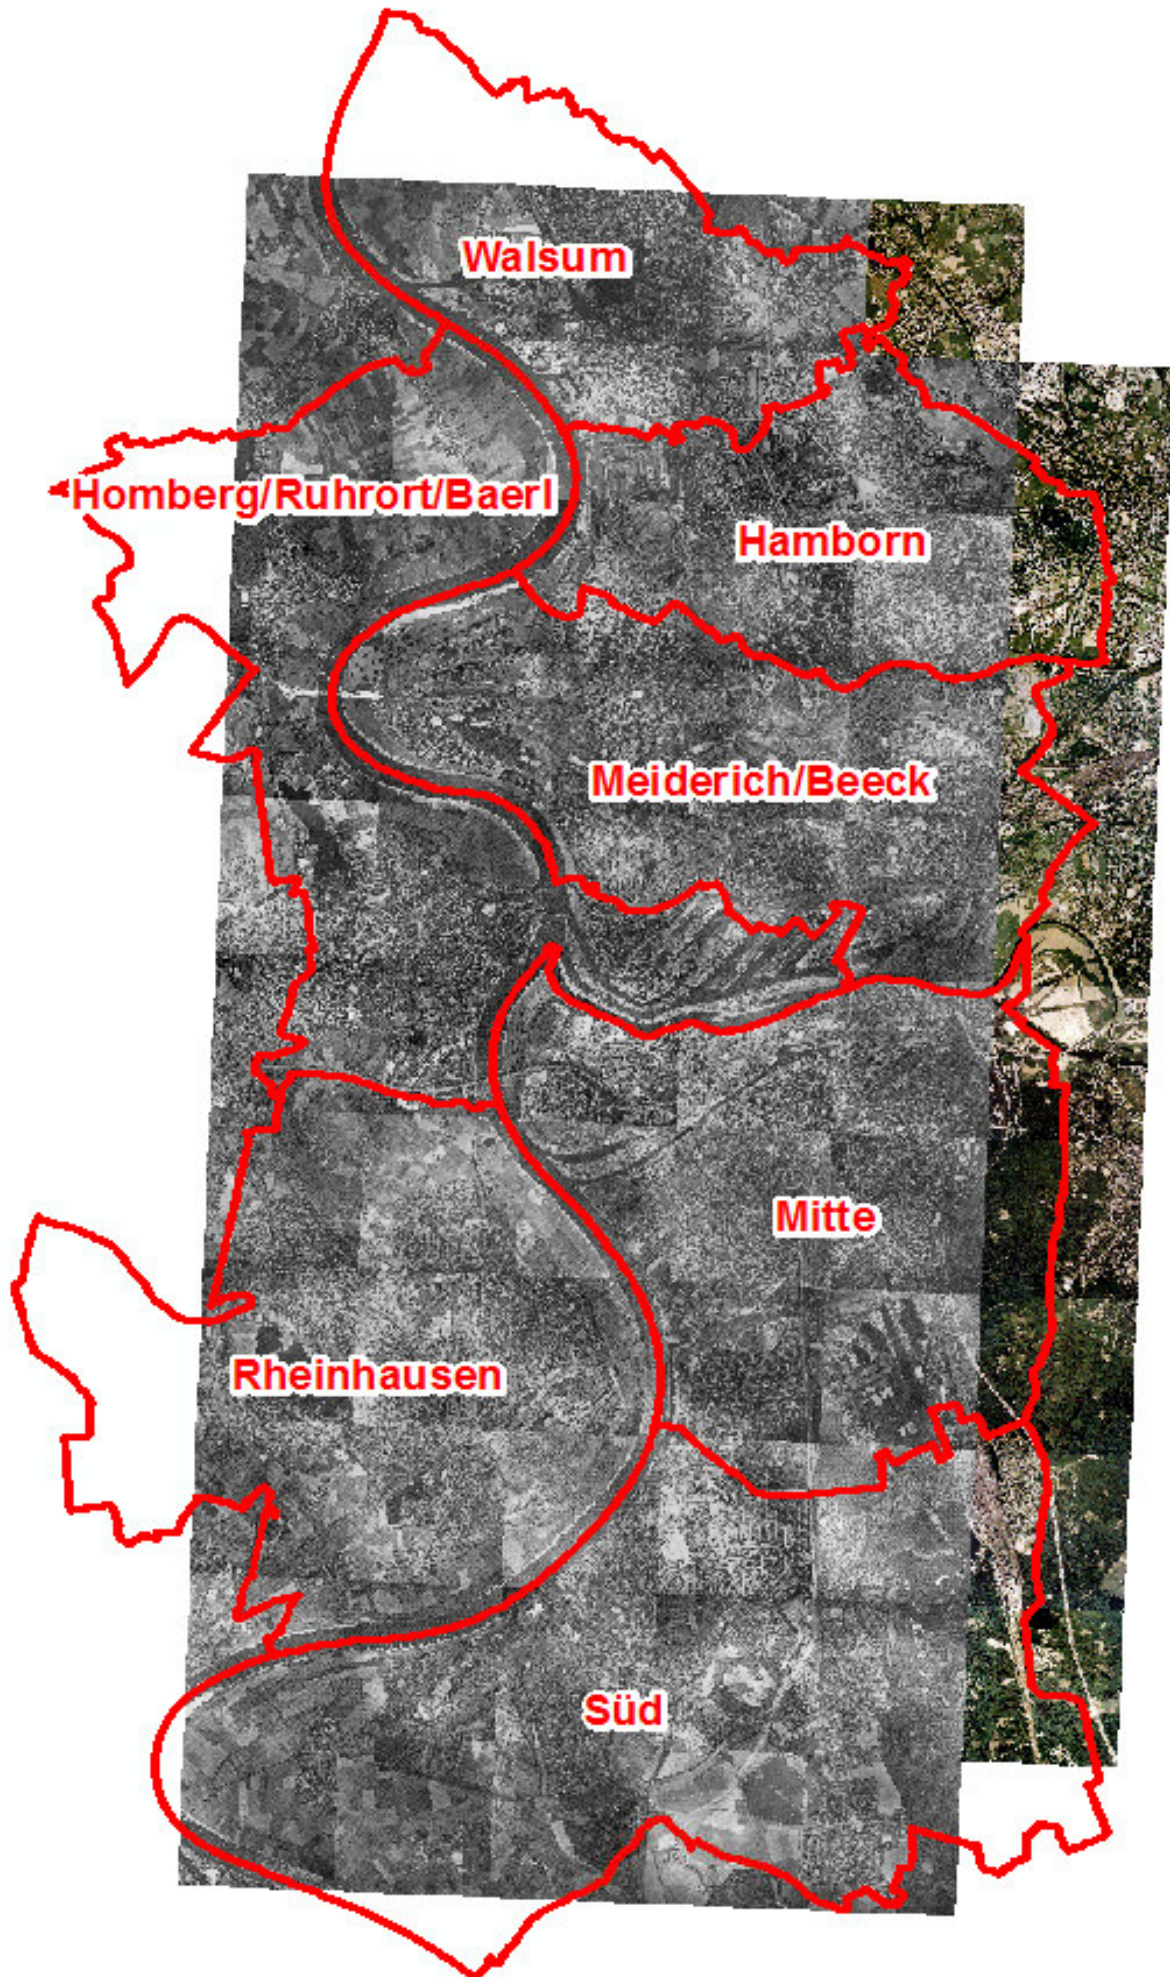 Walsum
Homberg/Ruhrort/Baerl
Hamborn
Meiderich/Beeck
Mitte
Rheinhausen
Süd